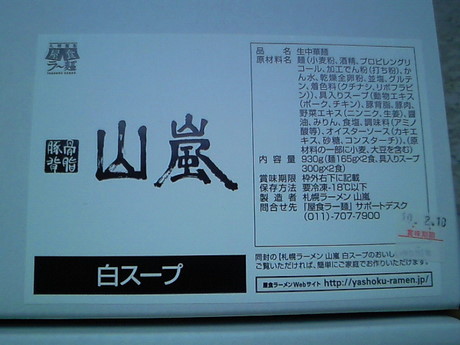 屋食
ラー麺
豚背
高脂
山嵐
白スープ
品名 生中華麺
原材料名 麺(小麦粉、酒精、プロピレングリ
コール、加工でん粉(打ち粉)、か
ん水、乾燥全卵粉、並塩、グルテ
ン、着色料(クチナシ、リボフラビ
ン))、具入りスープ(動物エキス
(ポーク、チキン)、豚背脂、豚肉、
野菜エキス(ニンニク、生姜)、醤
油、みりん、食塩、調味料(アミノ
酸等)、オイスターソース(カキエ
キス、砂糖、コンスターチ))、(原
材料の一部に小麦、大豆を含む)
内容量 930g(麺165g×2食、具入りスープ
300g×2食)
賞味期限 枠外右下に記載
保存方法 要冷凍-18℃以下
製造者 札幌ラーメン 山嵐
問合せ先 「屋食ラー麺」サポートデスク
(011)-707-7900
2.10
賞味期限
同封の【札幌ラーメン 山嵐 白スープのおいし
ご覧いただければ、簡単にご家庭でお作りいただけ
屋食ラーメンWebサイト http://yashoku-ramen.jp/